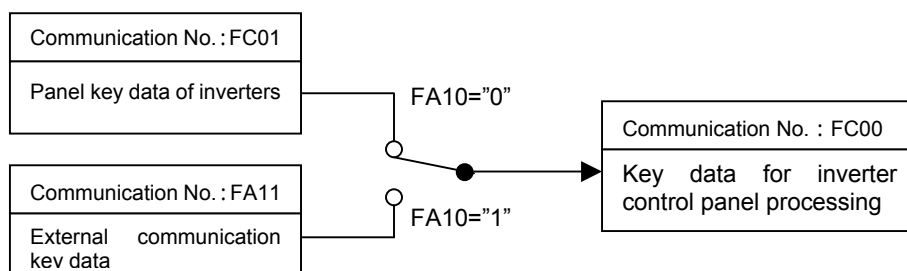 Communication No. : FC01
Panel key data of inverters
FA10="0"
Communication No. : FC00
Key data for inverter
control panel processing
Communication No. : FA11
External communication
key data
FA10="1"